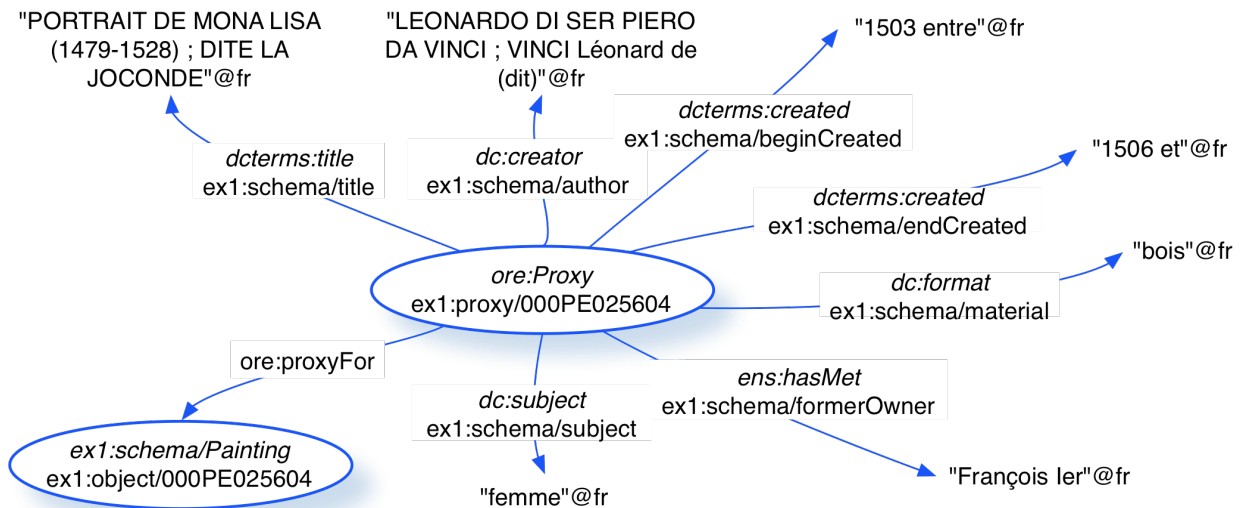 "PORTRAIT DE MONA LISA
(1479-1528) ; DITE LA
JOCONDE"@fr
"LEONARDO DI SER PIERO
DA VINCI ; VINCI Léonard de
(dit)"@fr
"1503 entre"@fr
dcterms:title
ex1:schema/title
dc:creator
ex1:schema/author
dcterms:created
ex1:schema/beginCreated
"1506 et"@fr
dcterms:created
ex1:schema/endCreated
"bois"@fr
ore:Proxy
ex1:proxy/000PE025604
dc:format
ex1:schema/material
ore:proxyFor
ens:hasMet
ex1:schema/formerOwner
dc:subject
ex1:schema/subject
ex1:schema/Painting
ex1:object/000PE025604
"femme"@fr
"François Ier"@fr